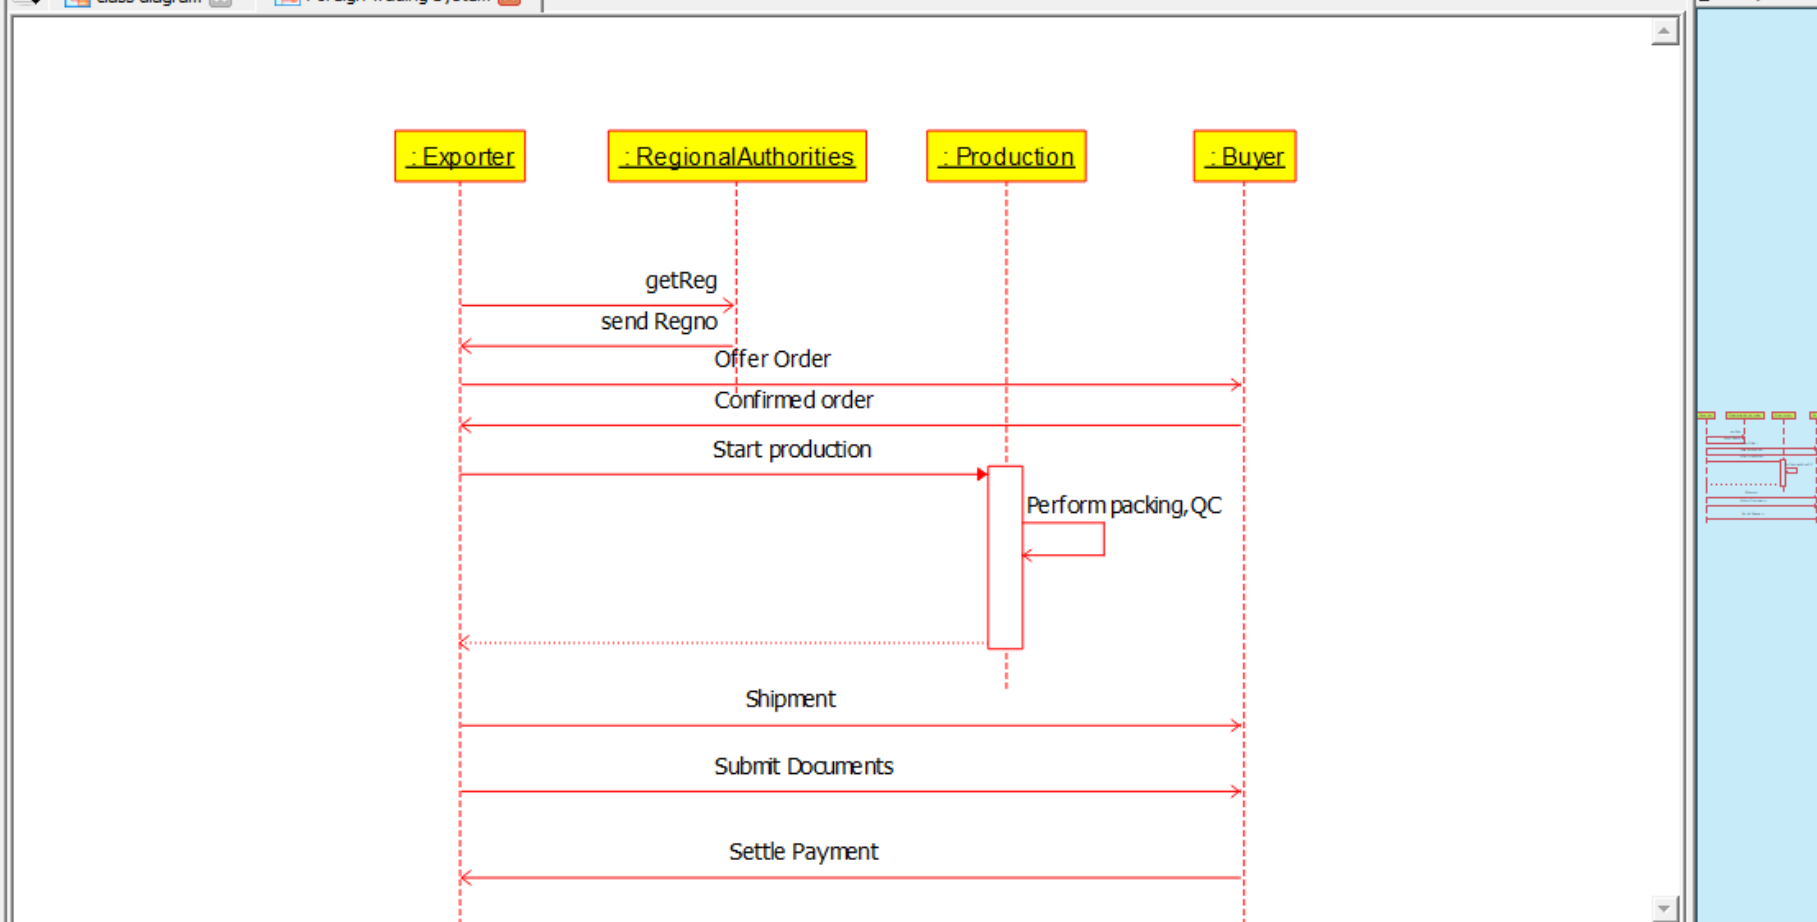 : Exporter
: RegionalAuthorities
: Production
: Buyer
getReg
send Regno
Offer Order
Confirmed order
Start production
Perform packing,QC
Shipment
Submit Documents
Settle Payment